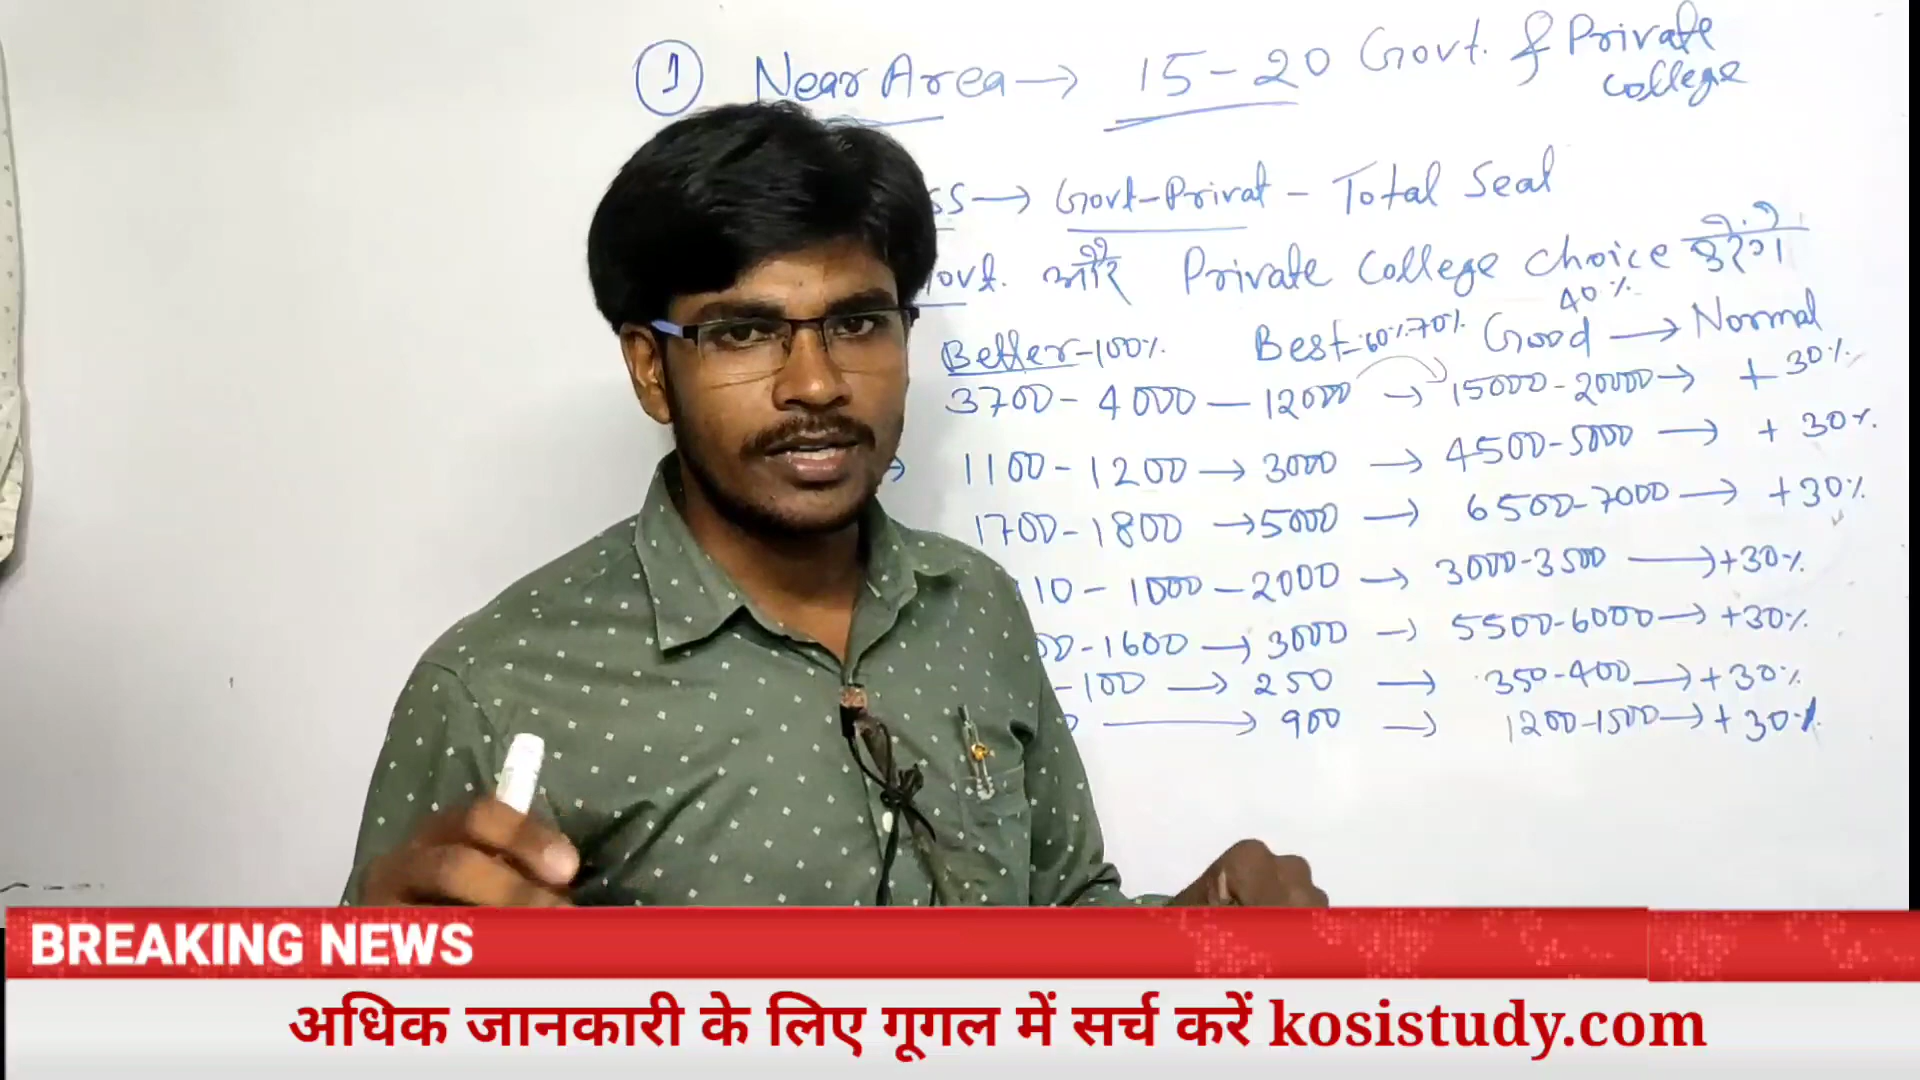 1 Near Area → 15-20 Govt. & Private College
ss → Govt-Privat - Total Seal
ovt. और Private College choice
Better-100% Best-60%70% Good 40% → Normal
3700 - 4000 - 12000 → 15000-20000 → +30%
→ 1100-1200 → 3000 → 4500-5000 → +30%
1700-1800 → 5000 → 6500-7000 → +30%
10 - 1000 - 2000 → 3000-3500 → +30%
00-1600 → 3000 → 5500-6000 → +30%
-100 → 250 → 350-400 → +30%
0 → 900 → 1200-1500 → +30%
BREAKING NEWS
अधिक जानकारी के लिए गूगल में सर्च करें kosistudy.com